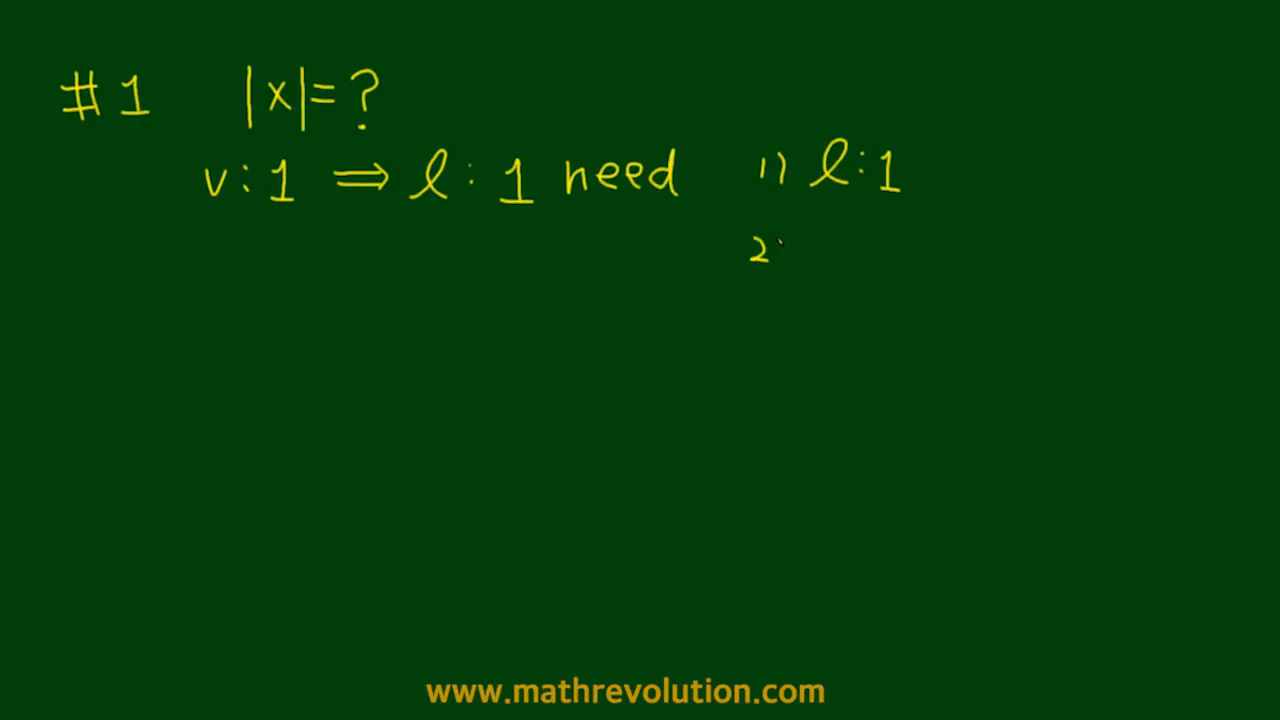 #1 |x|=?
v:1 ⇒ l:1 need 1) l:1
2)
www.mathrevolution.com